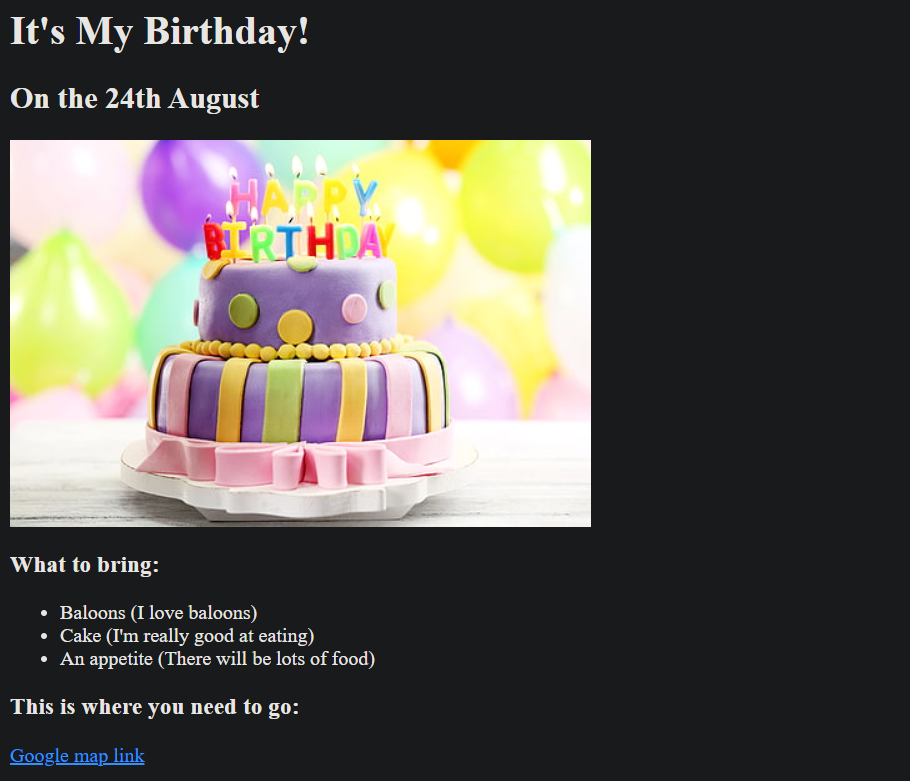 It's My Birthday!
On the 24th August
HAPPY
BIRTHDAY
What to bring:
Baloons (I love baloons)
Cake (I'm really good at eating)
An appetite (There will be lots of food)
This is where you need to go:
Google map link